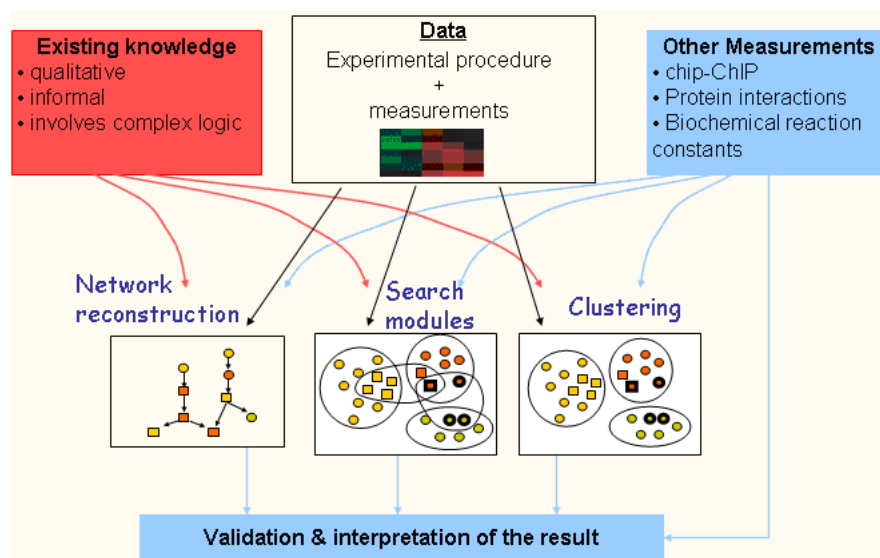 Existing knowledge
• qualitative
• informal
• involves complex logic
Data
Experimental procedure
+
measurements
Other Measurements
• chip-ChIP
• Protein interactions
• Biochemical reaction
constants
Network
reconstruction
Search
modules
Clustering
Validation & interpretation of the result